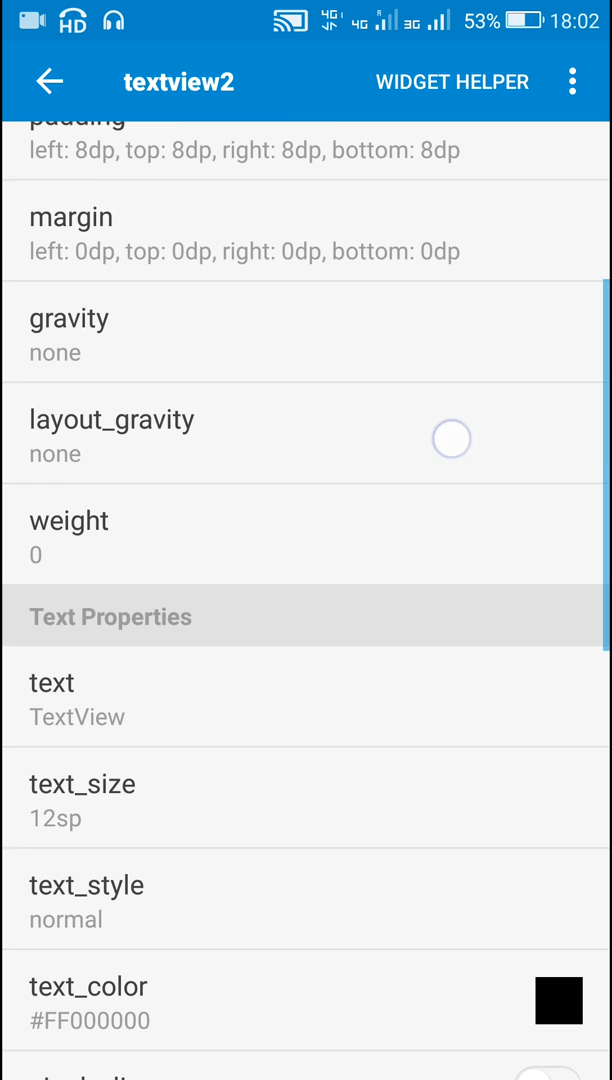 HD 4G 4G R 3G 53% 18:02
textview2 WIDGET HELPER
padding
left: 8dp, top: 8dp, right: 8dp, bottom: 8dp
margin
left: 0dp, top: 0dp, right: 0dp, bottom: 0dp
gravity
none
layout_gravity
none
weight
0
Text Properties
text
TextView
text_size
12sp
text_style
normal
text_color
#FF000000